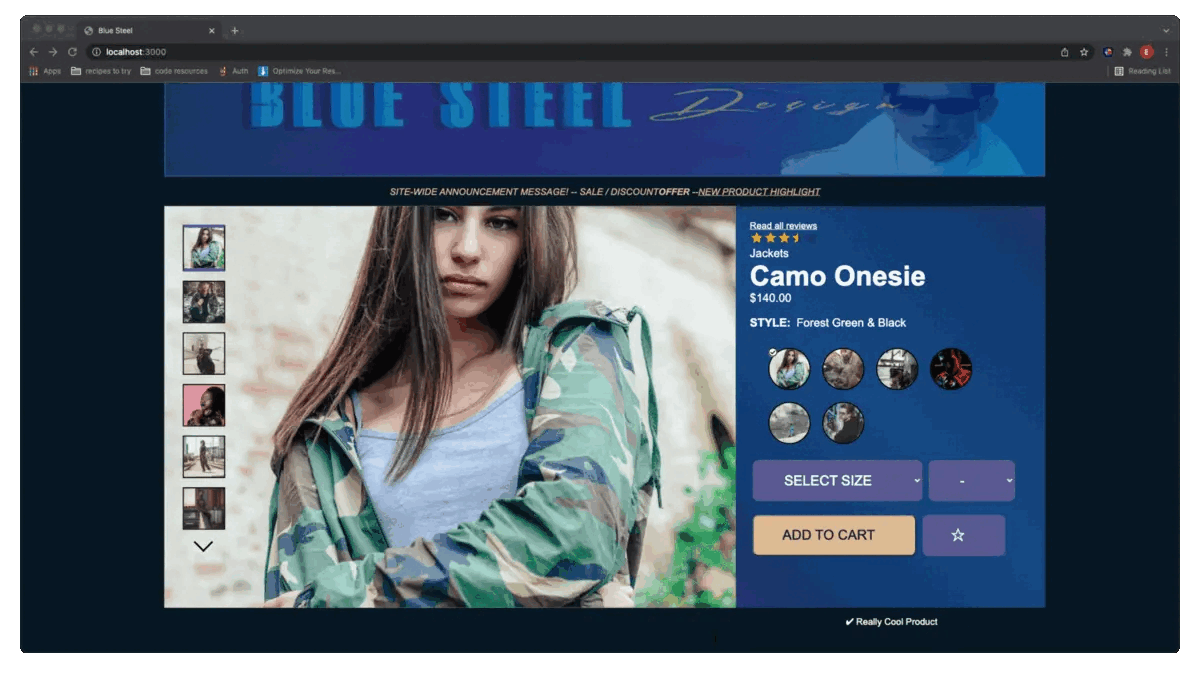 Blue Steel
localhost:3000
Apps
recipes to try
code resources
Auth
Optimize Your Res...
Reading List
E
BLUE STEEL Design
SITE-WIDE ANNOUNCEMENT MESSAGE! -- SALE / DISCOUNTOFFER --NEW PRODUCT HIGHLIGHT
Read all reviews
Jackets
Camo Onesie
$140.00
STYLE: Forest Green & Black
SELECT SIZE
-
ADD TO CART
✔ Really Cool Product